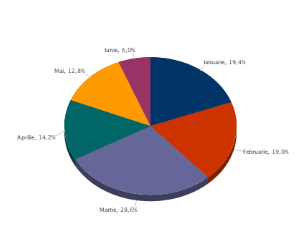 Iunie, 6,0%
Ianuarie, 19,4%
Mai, 12,8%
Aprilie, 14,2%
Februarie, 19,0%
Martie, 28,6%